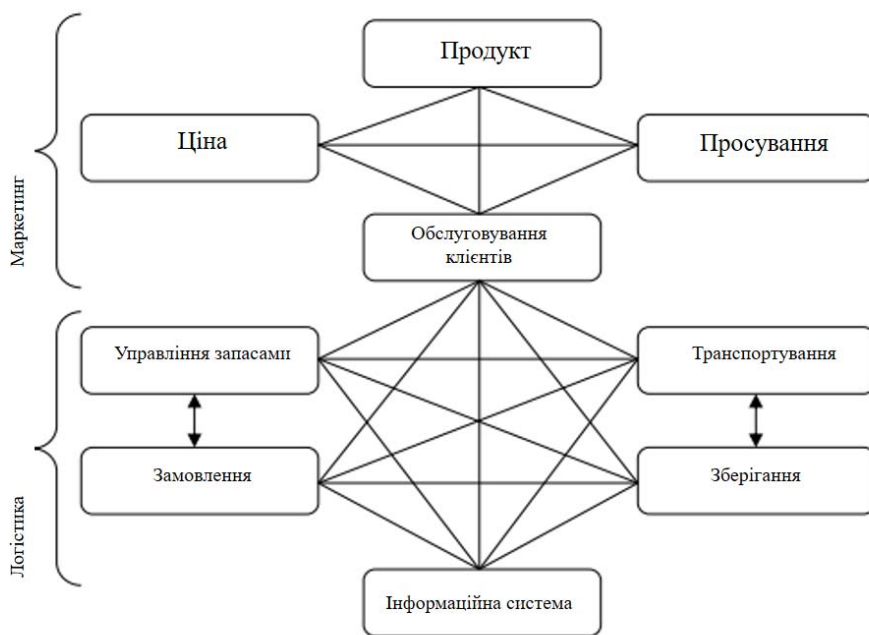 Продукт
Ціна
Просування
Обслуговування
клієнтів
Маркетинг
Управління запасами
Транспортування
Замовлення
Зберігання
Логістика
Інформаційна система